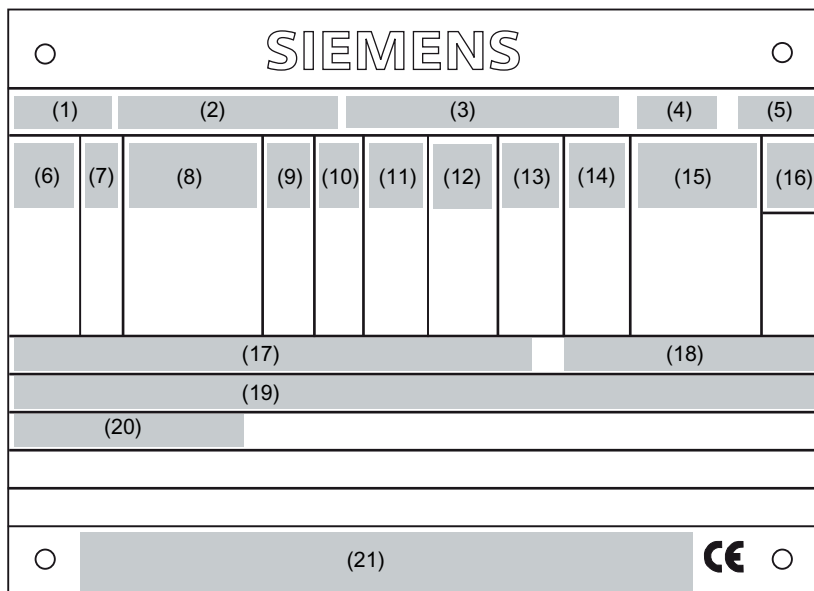 SIEMENS
(1) (2) (3) (4) (5)
(6) (7) (8) (9) (10) (11) (12) (13) (14) (15) (16)
(17) (18)
(19)
(20)
(21) CE